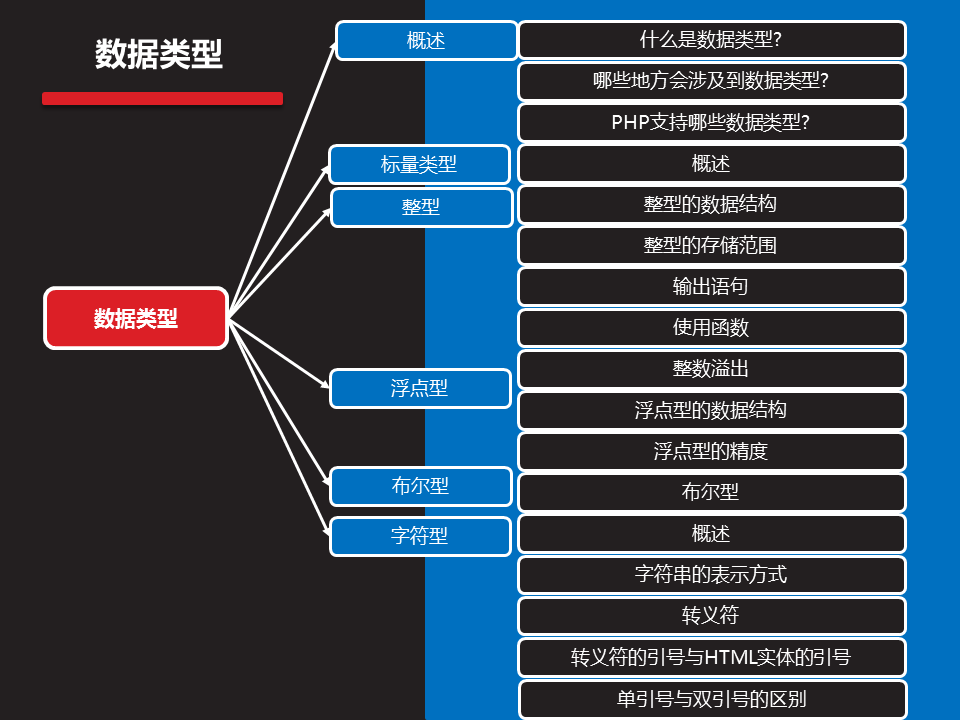 数据类型
数据类型
概述
什么是数据类型?
哪些地方会涉及到数据类型?
PHP支持哪些数据类型?
标量类型
概述
整型
整型的数据结构
整型的存储范围
输出语句
使用函数
整数溢出
浮点型
浮点型的数据结构
浮点型的精度
布尔型
布尔型
字符型
概述
字符串的表示方式
转义符
转义符的引号与HTML实体的引号
单引号与双引号的区别